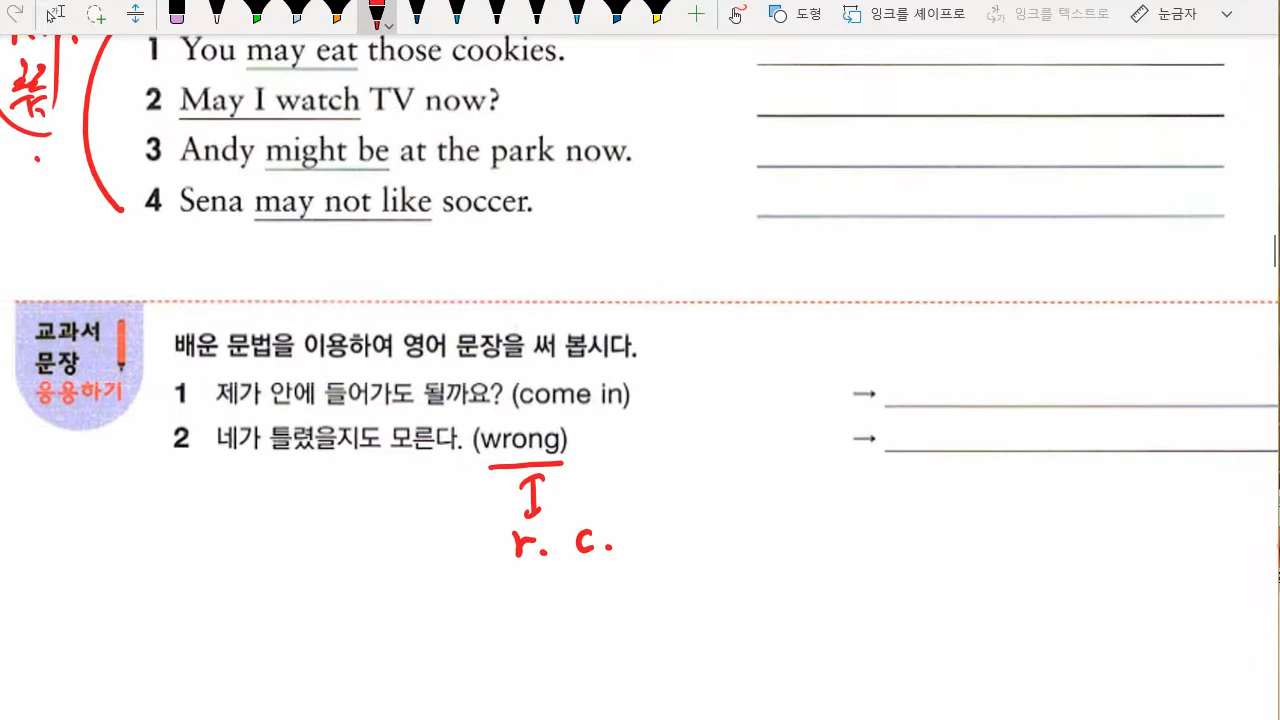 도형
잉크를 셰이프로
잉크를 텍스트로
눈금자
1 You may eat those cookies.
2 May I watch TV now?
3 Andy might be at the park now.
4 Sena may not like soccer.
교과서
문장
응용하기
배운 문법을 이용하여 영어 문장을 써 봅시다.
1 제가 안에 들어가도 될까요? (come in) →
2 네가 틀렸을지도 모른다. (wrong) →
r. c.